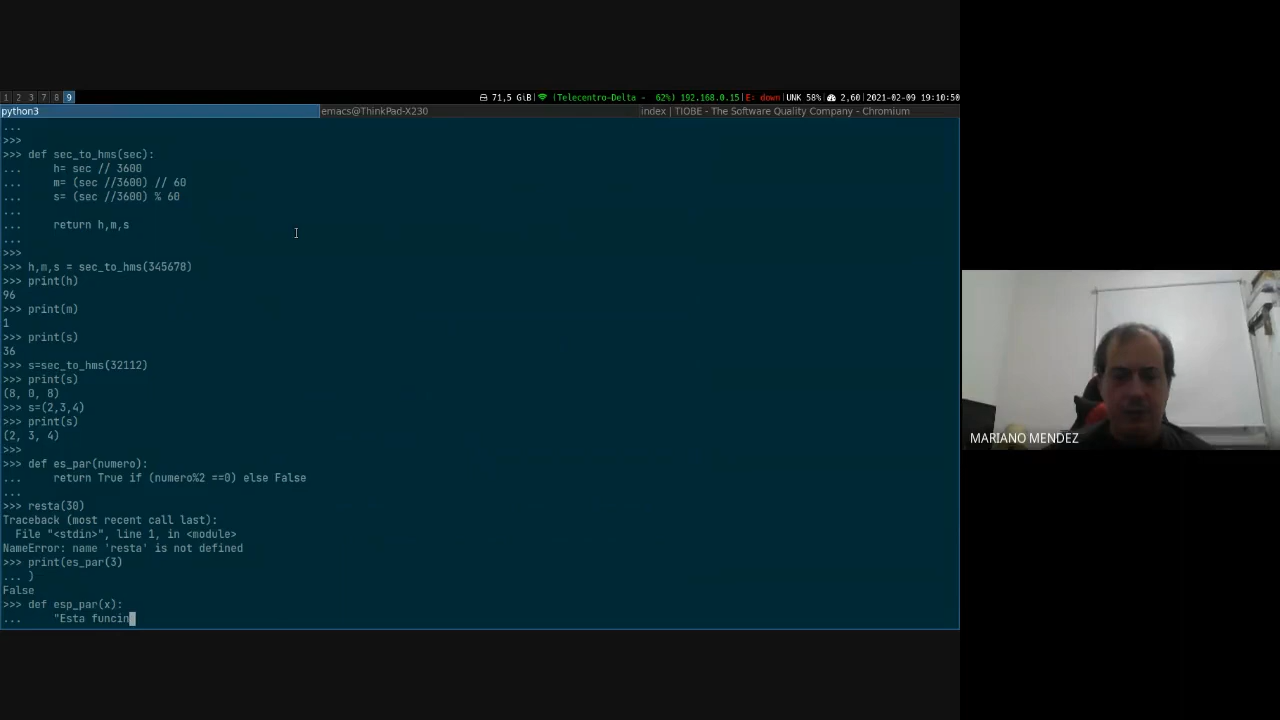 1 2 3 7 8 9
71,5 GiB| (Telecentro-Delta - 62%) 192.168.0.15|E: down|UNK 58%| 2,60|2021-02-09 19:10:50
python3 emacs@ThinkPad-X230 index | TIOBE - The Software Quality Company - Chromium
...
>>>
>>> def sec_to_hms(sec):
... h= sec // 3600
... m= (sec //3600) // 60
... s= (sec //3600) % 60
...
... return h,m,s
...
>>>
>>> h,m,s = sec_to_hms(345678)
>>> print(h)
96
>>> print(m)
1
>>> print(s)
36
>>> s=sec_to_hms(32112)
>>> print(s)
(8, 0, 8)
>>> s=(2,3,4)
>>> print(s)
(2, 3, 4)
>>>
>>> def es_par(numero):
... return True if (numero%2 ==0) else False
...
>>> resta(30)
Traceback (most recent call last):
File "<stdin>", line 1, in <module>
NameError: name 'resta' is not defined
>>> print(es_par(3)
... )
False
>>> def esp_par(x):
... "Esta funcin
MARIANO MENDEZ